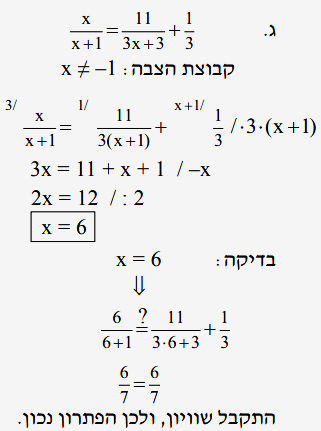 ג. x/(x+1) = 11/(3x+3) + 1/3
קבוצת הצבה: x ≠ –1
3/ x/(x+1) = 1/ 11/(3(x+1)) + x+1/ 1/3 /·3·(x+1)
3x = 11 + x + 1 / –x
2x = 12 / : 2
x = 6
בדיקה: x = 6
⇓
6/(6+1) ?= 11/(3·6+3) + 1/3
6/7 = 6/7
התקבל שוויון, ולכן הפתרון נכון.